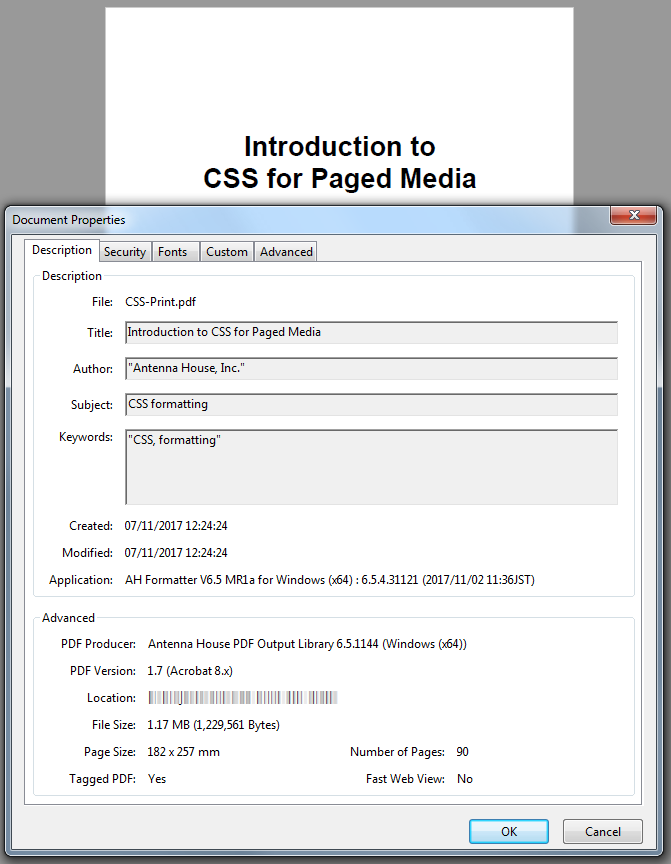 Introduction to
CSS for Paged Media
Document Properties
Description Security Fonts Custom Advanced
Description
File: CSS-Print.pdf
Title: Introduction to CSS for Paged Media
Author: "Antenna House, Inc."
Subject: CSS formatting
Keywords: "CSS, formatting"
Created: 07/11/2017 12:24:24
Modified: 07/11/2017 12:24:24
Application: AH Formatter V6.5 MR1a for Windows (x64) : 6.5.4.31121 (2017/11/02 11:36JST)
Advanced
PDF Producer: Antenna House PDF Output Library 6.5.1144 (Windows (x64))
PDF Version: 1.7 (Acrobat 8.x)
Location:
File Size: 1.17 MB (1,229,561 Bytes)
Page Size: 182 x 257 mm Number of Pages: 90
Tagged PDF: Yes Fast Web View: No
OK Cancel